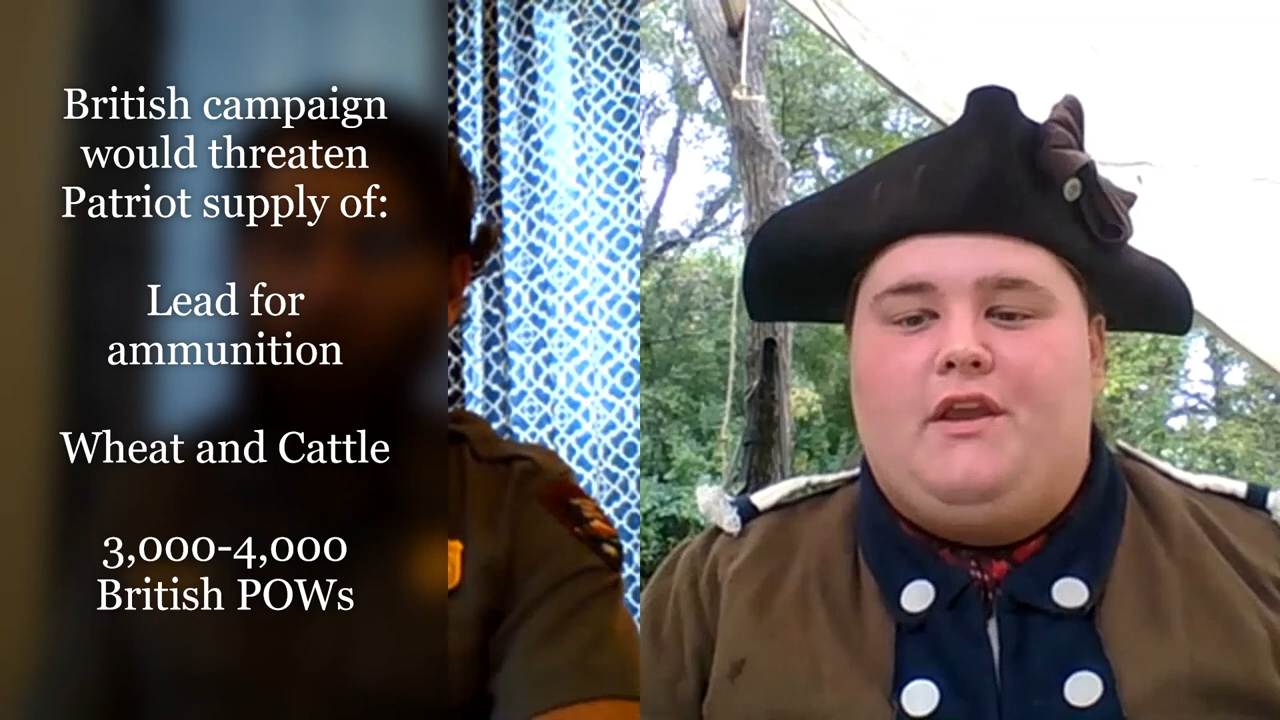 British campaign
would threaten
Patriot supply of:
Lead for
ammunition
Wheat and Cattle
3,000-4,000
British POWs